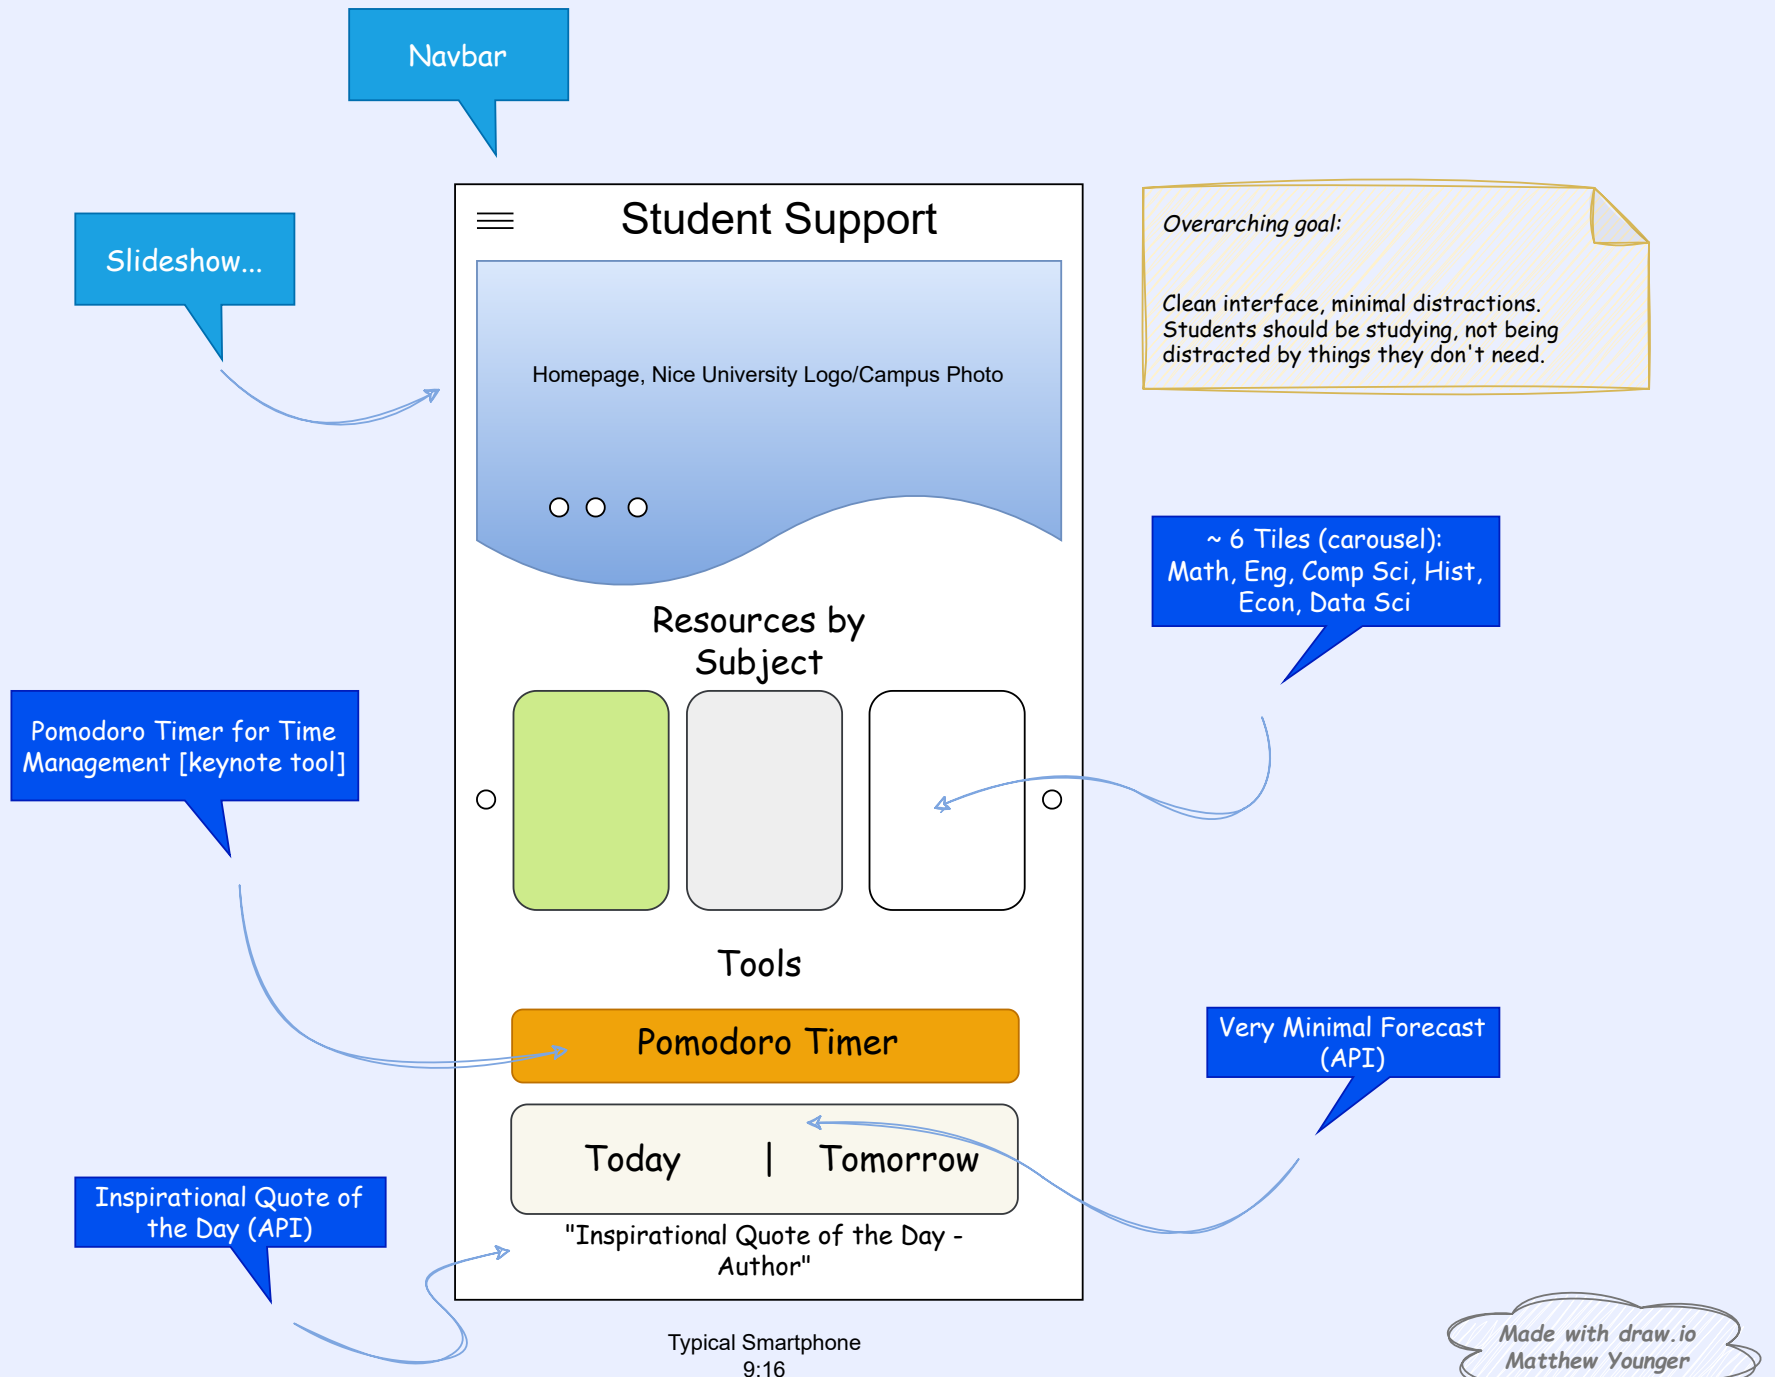 Navbar
Slideshow...
Student Support
Overarching goal:
Clean interface, minimal distractions.
Students should be studying, not being
distracted by things they don't need.
Homepage, Nice University Logo/Campus Photo
~ 6 Tiles (carousel):
Math, Eng, Comp Sci, Hist,
Econ, Data Sci
Resources by
Subject
Pomodoro Timer for Time
Management [keynote tool]
Tools
Pomodoro Timer
Very Minimal Forecast
(API)
Today | Tomorrow
Inspirational Quote of
the Day (API)
"Inspirational Quote of the Day -
Author"
Typical Smartphone
9:16
Made with draw.io
Matthew Younger